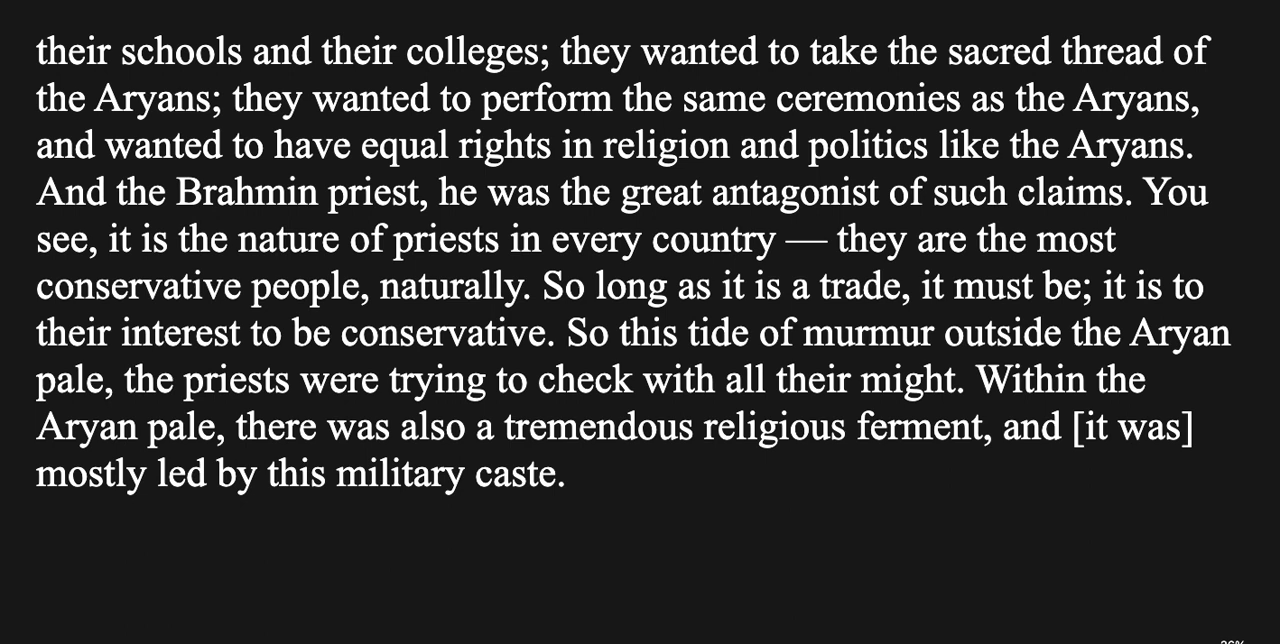 their schools and their colleges; they wanted to take the sacred thread of
the Aryans; they wanted to perform the same ceremonies as the Aryans,
and wanted to have equal rights in religion and politics like the Aryans.
And the Brahmin priest, he was the great antagonist of such claims. You
see, it is the nature of priests in every country — they are the most
conservative people, naturally. So long as it is a trade, it must be; it is to
their interest to be conservative. So this tide of murmur outside the Aryan
pale, the priests were trying to check with all their might. Within the
Aryan pale, there was also a tremendous religious ferment, and [it was]
mostly led by this military caste.